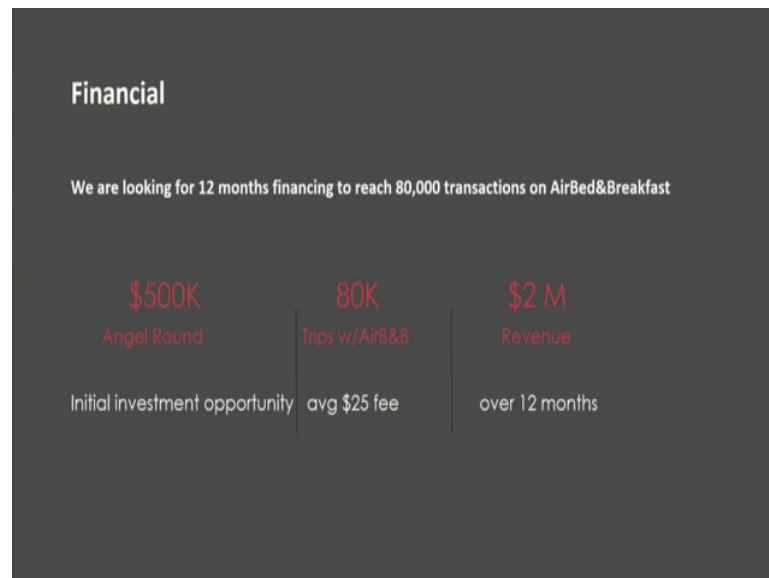 Financial
We are looking for 12 months financing to reach 80,000 transactions on AirBed&Breakfast
$500K
Angel Round
Initial investment opportunity
80K
Trips w/AirB&B
avg $25 fee
$2 M
Revenue
over 12 months